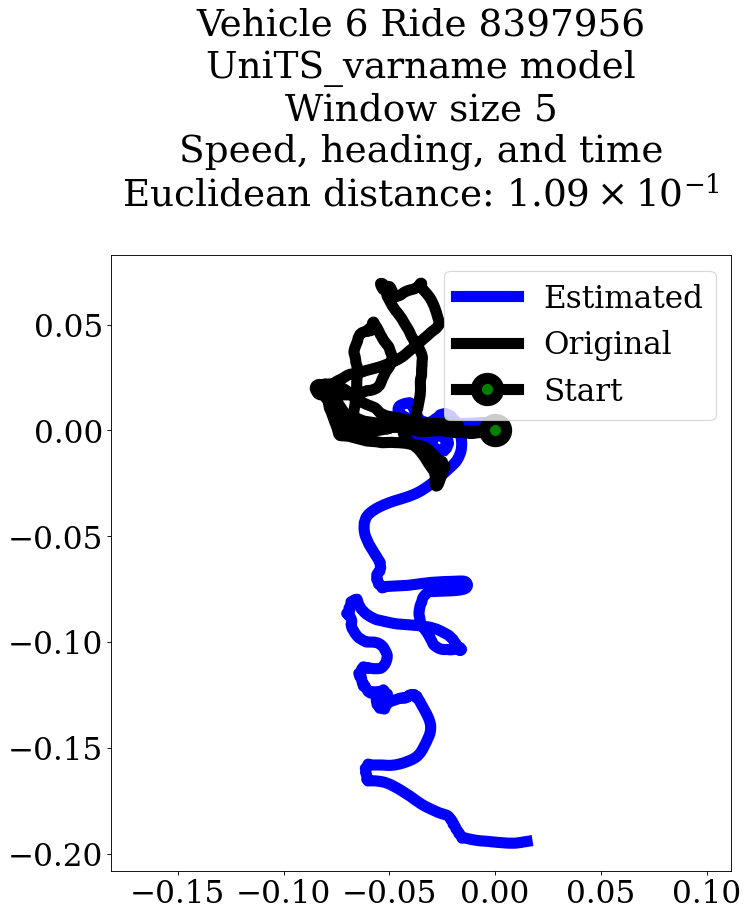 Vehicle 6 Ride 8397956
UniTS_varname model
Window size 5
Speed, heading, and time
Euclidean distance: $1.09 \times 10^{-1}$
Estimated
Original
Start
0.05
0.00
−0.05
−0.10
−0.15
−0.20
−0.15 −0.10 −0.05 0.00 0.05 0.10